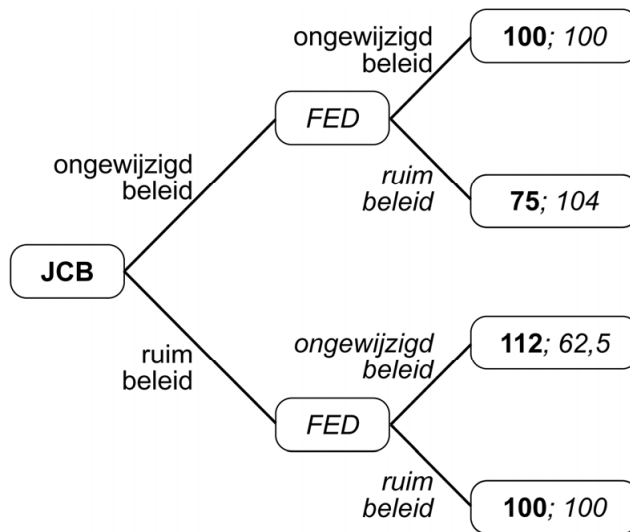 ongewijzigd
beleid
100; 100
FED
ruim
beleid
75; 104
ongewijzigd
beleid
JCB
ruim
beleid
ongewijzigd
beleid
112; 62,5
FED
ruim
beleid
100; 100